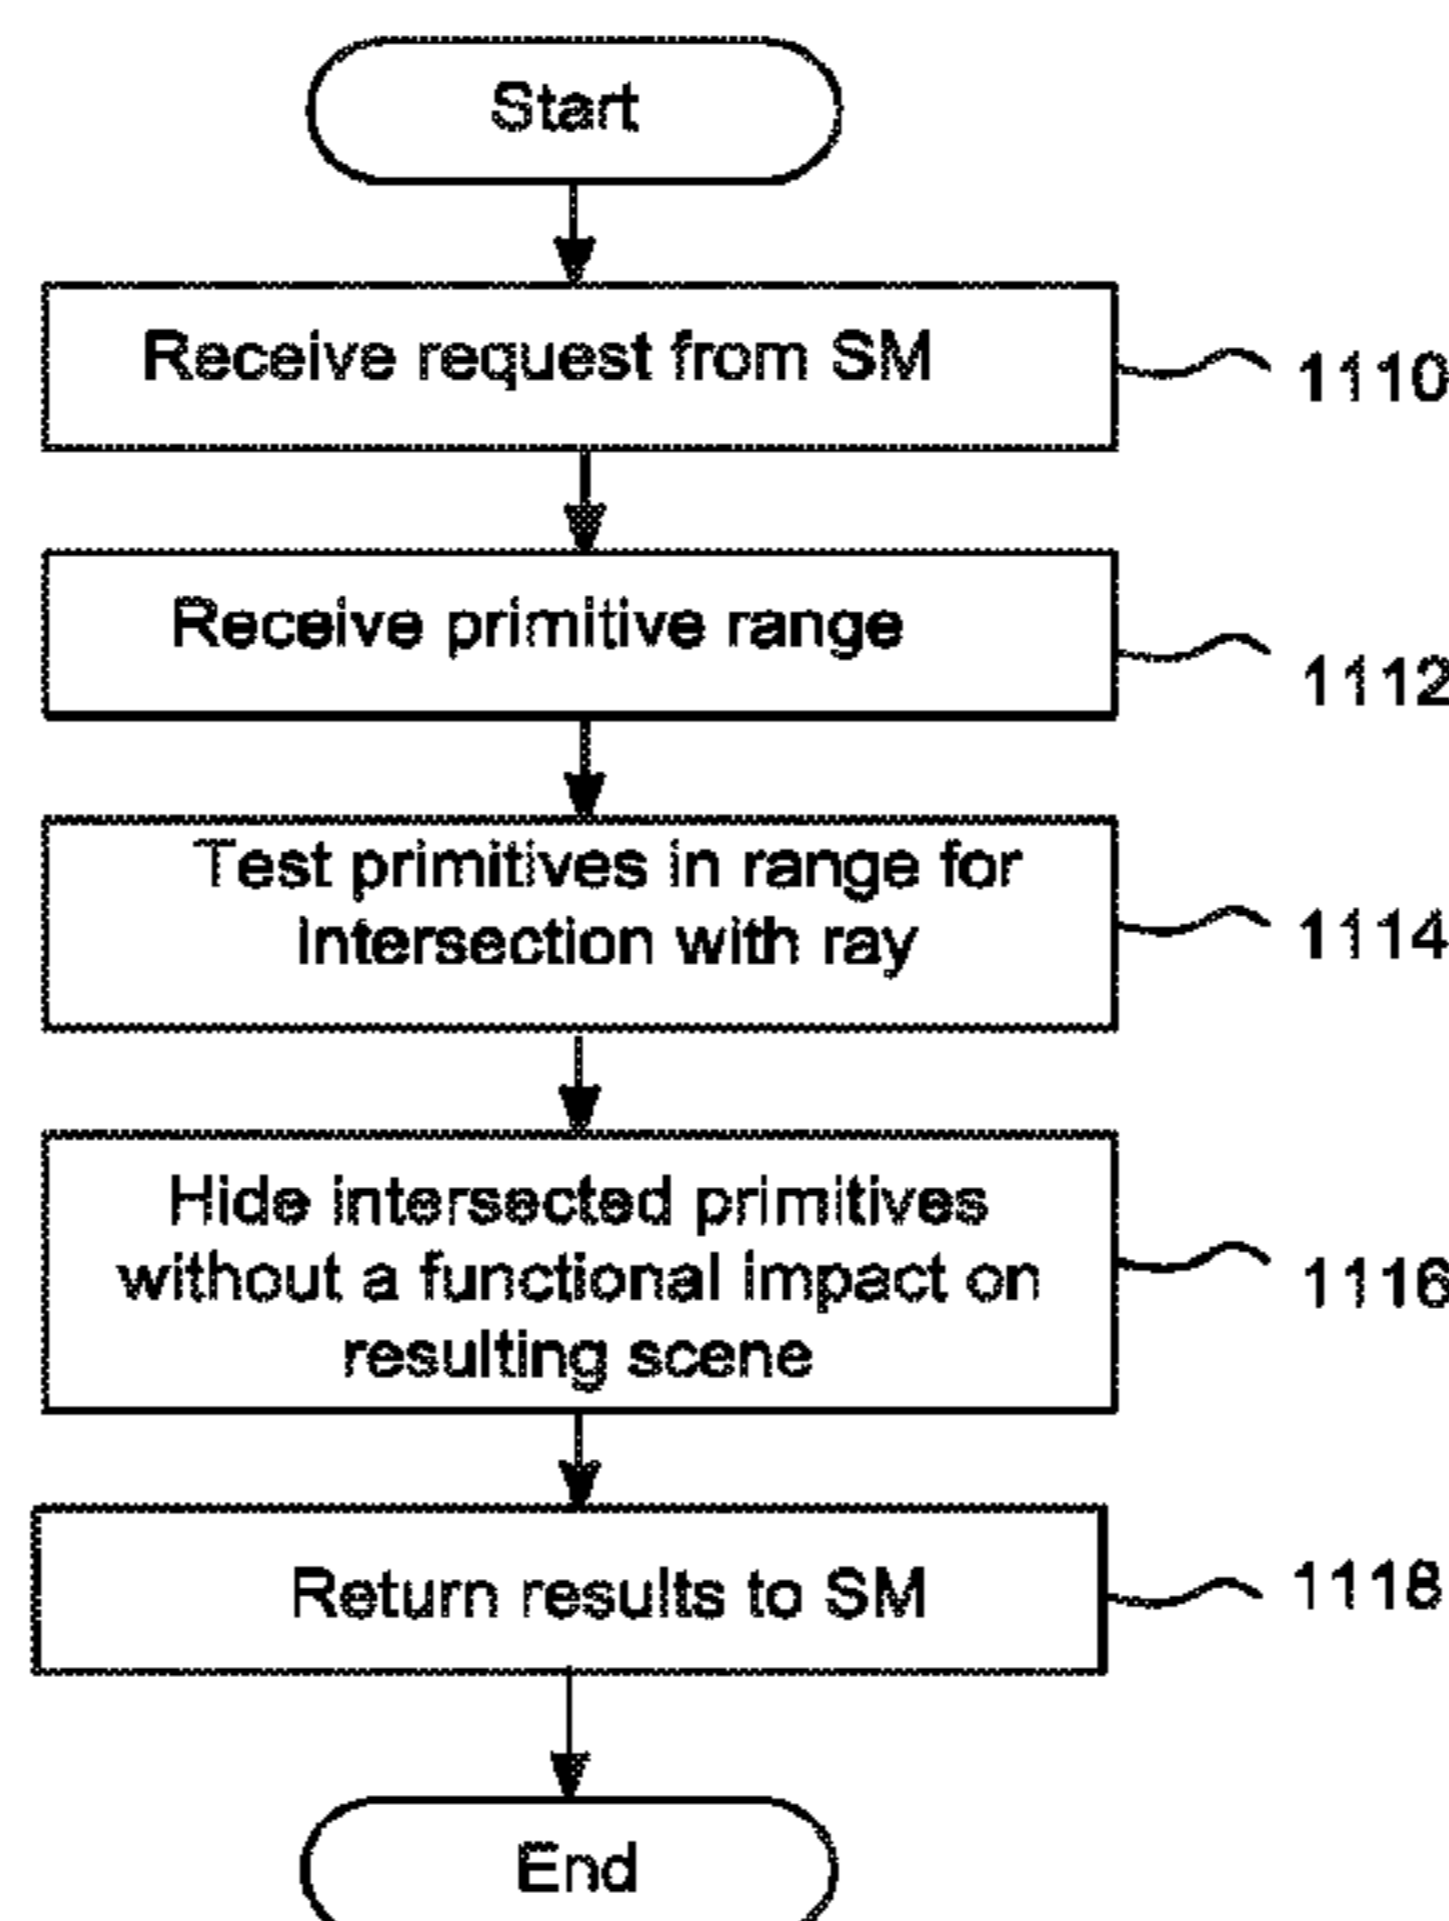 Start
Receive request from SM
1110
Receive primitive range
1112
Test primitives in range for
Intersection with ray
1114
Hide intersected primitives
without a functional impact on
resulting scene
1116
Return results to SM
1118
End